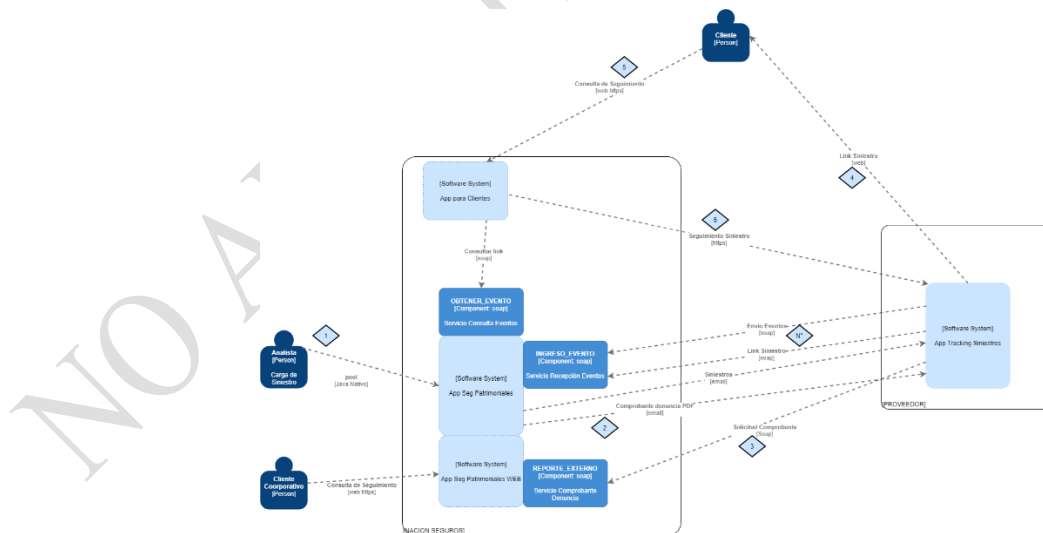 Cliente
[Person]
5
Consulta de Seguimiento
[web https]
Link Siniestro
[web]
4
[Software System]
App para Clientes
6
Seguimiento Siniestro
[https]
Consultar link
[soap]
OBTENER_EVENTO
[Component: soap]
Servicio Consulta Eventos
1
Analista
[Person]
Carga de
Siniestro
pool
[Java Native]
INGRESO_EVENTO
[Component: soap]
Servicio Recepción Eventos
Envio Eventos
[soap]
N°
Link Siniestro
[soap]
[Software System]
App Tracking Siniestros
[Software System]
App Seg Patrimoniales
Siniestros
[email]
Comprobante denuncia PDF
[email]
2
[PROVEEDOR]
Solicitud Comprobante
[Soap]
3
Cliente
Coorporativo
[Person]
Consulta de Seguimiento
[web https]
[Software System]
App Seg Patrimoniales WEB
REPORTE_EXTERNO
[Component: soap]
Servicio Comprobante
Denuncia
[NACION SEGUROS]
NO A